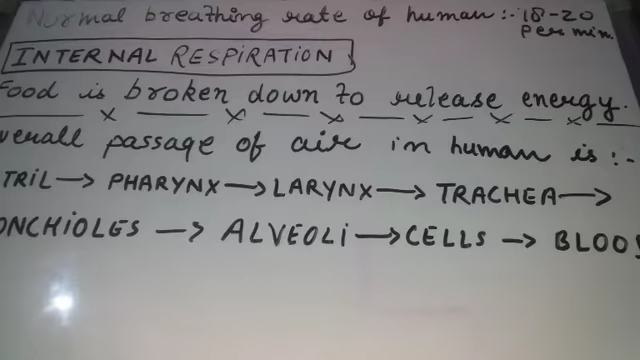 Normal breathing rate of human :- 18-20
per min.
INTERNAL RESPIRATION
Food is broken down to release energy.
verall passage of air in human is :-
TRIL → PHARYNX → LARYNX → TRACHEA →
ONCHIOLES → ALVEOLI → CELLS → BLOO